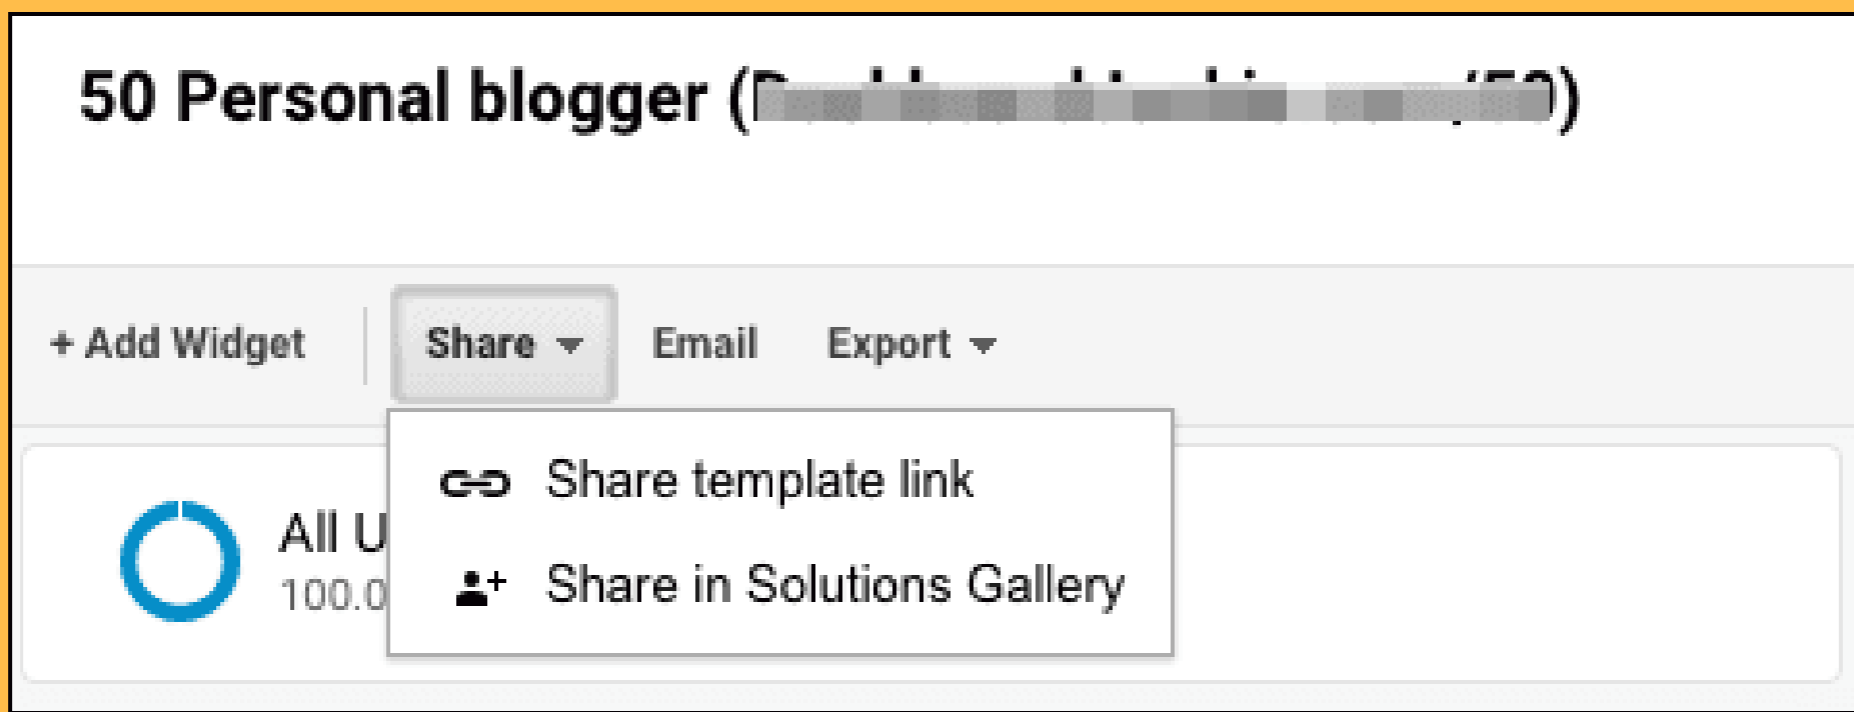 50 Personal blogger (
+ Add Widget Share Email Export
Share template link
Share in Solutions Gallery
All U
100.0